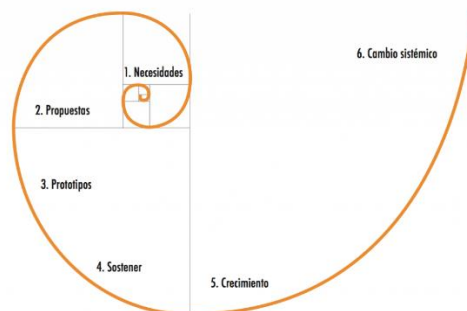 1. Necesidades
2. Propuestas
3. Prototipos
4. Sostener
5. Crecimiento
6. Cambio sistémico